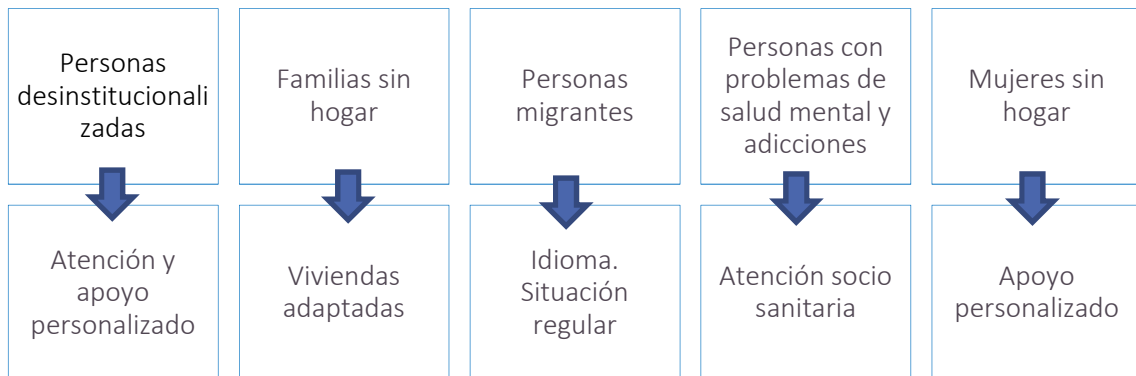 Personas
desinstitucionali
zadas
Familias sin
hogar
Personas
migrantes
Personas con
problemas de
salud mental y
adicciones
Mujeres sin
hogar
Atención y
apoyo
personalizado
Viviendas
adaptadas
Idioma.
Situación
regular
Atención socio
sanitaria
Apoyo
personalizado